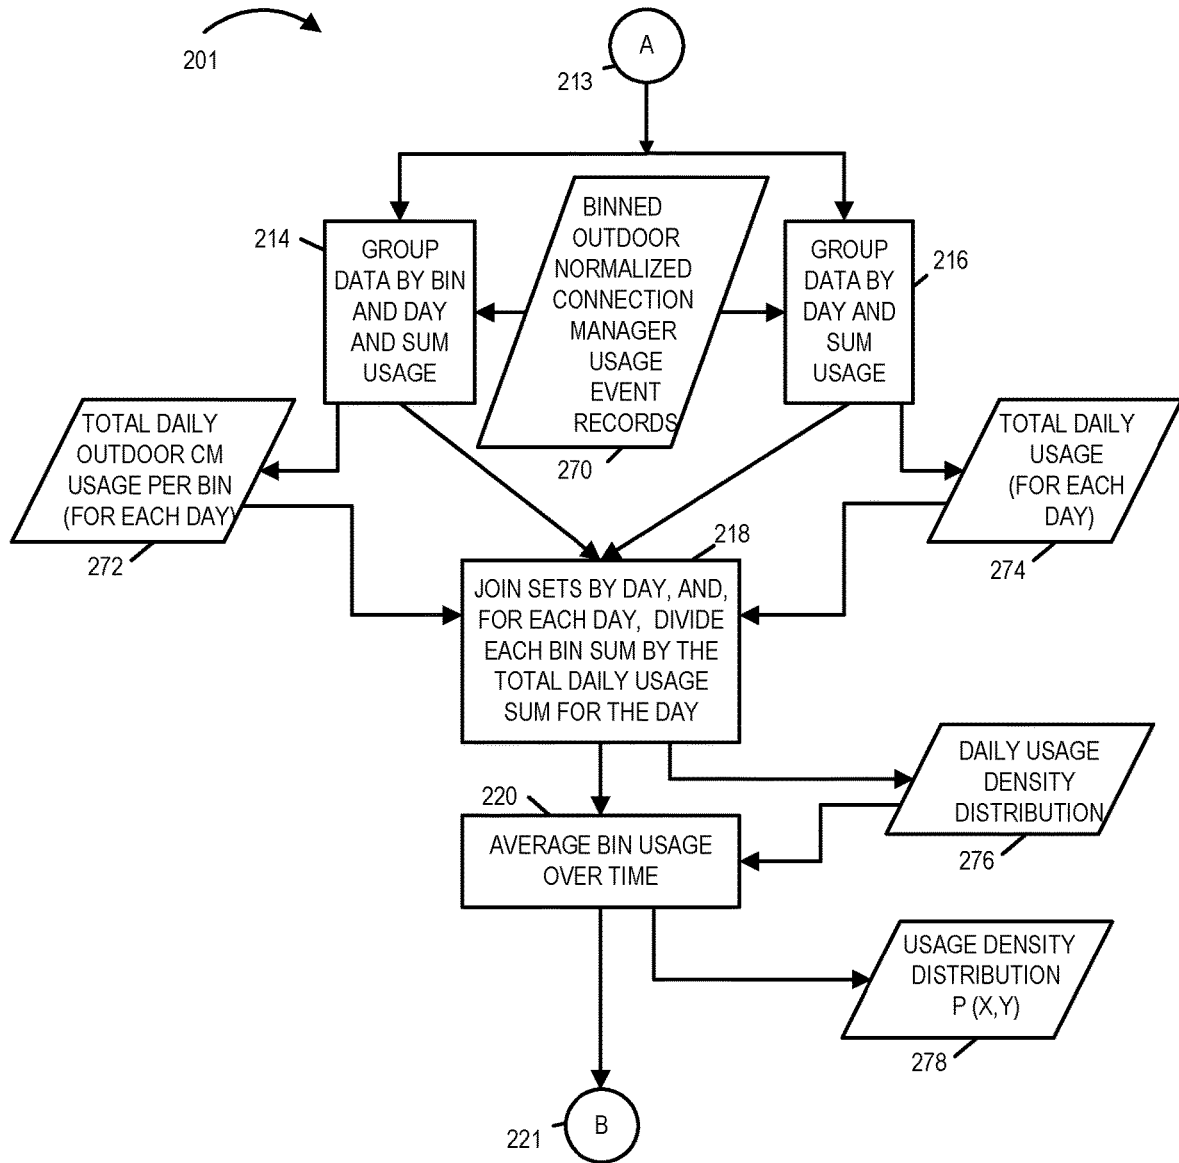 201
A
213
214
GROUP
DATA BY BIN
AND DAY
AND SUM
USAGE
BINNED
OUTDOOR
NORMALIZED
CONNECTION
MANAGER
USAGE
EVENT
RECORDS
270
GROUP
DATA BY
DAY AND
SUM
USAGE
216
TOTAL DAILY
OUTDOOR CM
USAGE PER BIN
(FOR EACH DAY)
272
TOTAL DAILY
USAGE
(FOR EACH
DAY)
274
218
JOIN SETS BY DAY, AND,
FOR EACH DAY, DIVIDE
EACH BIN SUM BY THE
TOTAL DAILY USAGE
SUM FOR THE DAY
DAILY USAGE
DENSITY
DISTRIBUTION
276
220
AVERAGE BIN USAGE
OVER TIME
USAGE DENSITY
DISTRIBUTION
P (X,Y)
278
B
221